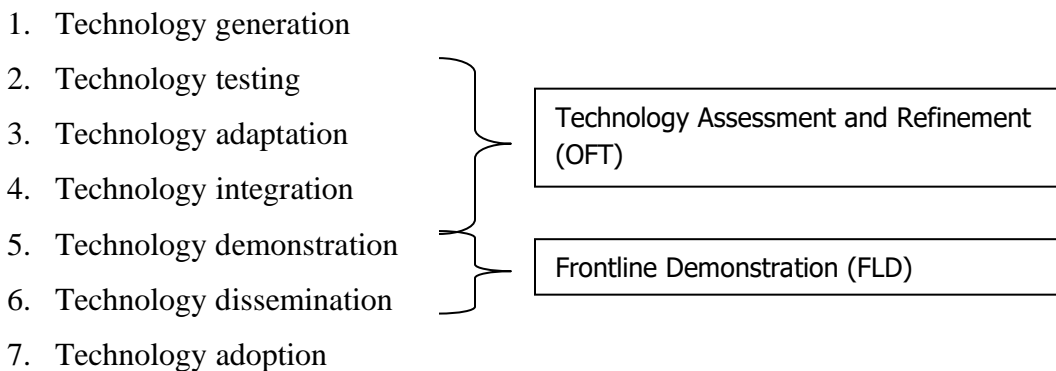 1. Technology generation
2. Technology testing
3. Technology adaptation
4. Technology integration
5. Technology demonstration
6. Technology dissemination
7. Technology adoption
Technology Assessment and Refinement
(OFT)
Frontline Demonstration (FLD)